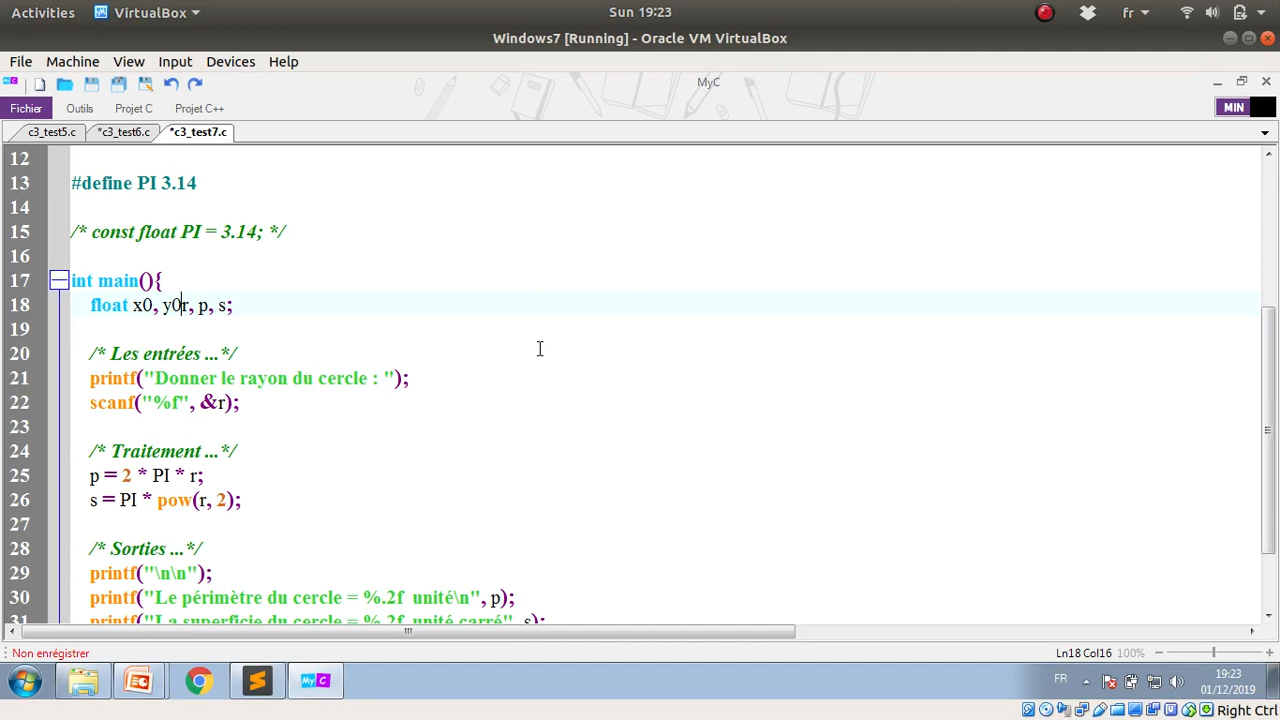 Activities VirtualBox Sun 19:23 fr
Windows7 [Running] - Oracle VM VirtualBox
File Machine View Input Devices Help
MyC
Fichier Outils Projet C Projet C++ MIN
c3_test5.c *c3_test6.c *c3_test7.c
12
13 #define PI 3.14
14
15 /* const float PI = 3.14; */
16
17 int main(){
18 float x0, y0r, p, s;
19
20 /* Les entrées ...*/
21 printf("Donner le rayon du cercle : ");
22 scanf("%f", &r);
23
24 /* Traitement ...*/
25 p = 2 * PI * r;
26 s = PI * pow(r, 2);
27
28 /* Sorties ...*/
29 printf("\n\n");
30 printf("Le périmètre du cercle = %.2f  unité\n", p);
31 printf("La superficie du cercle = %.2f  unité carré", s);
Non enregistrer Ln18 Col16 100%
MyC FR 19:23
01/12/2019
Right Ctrl